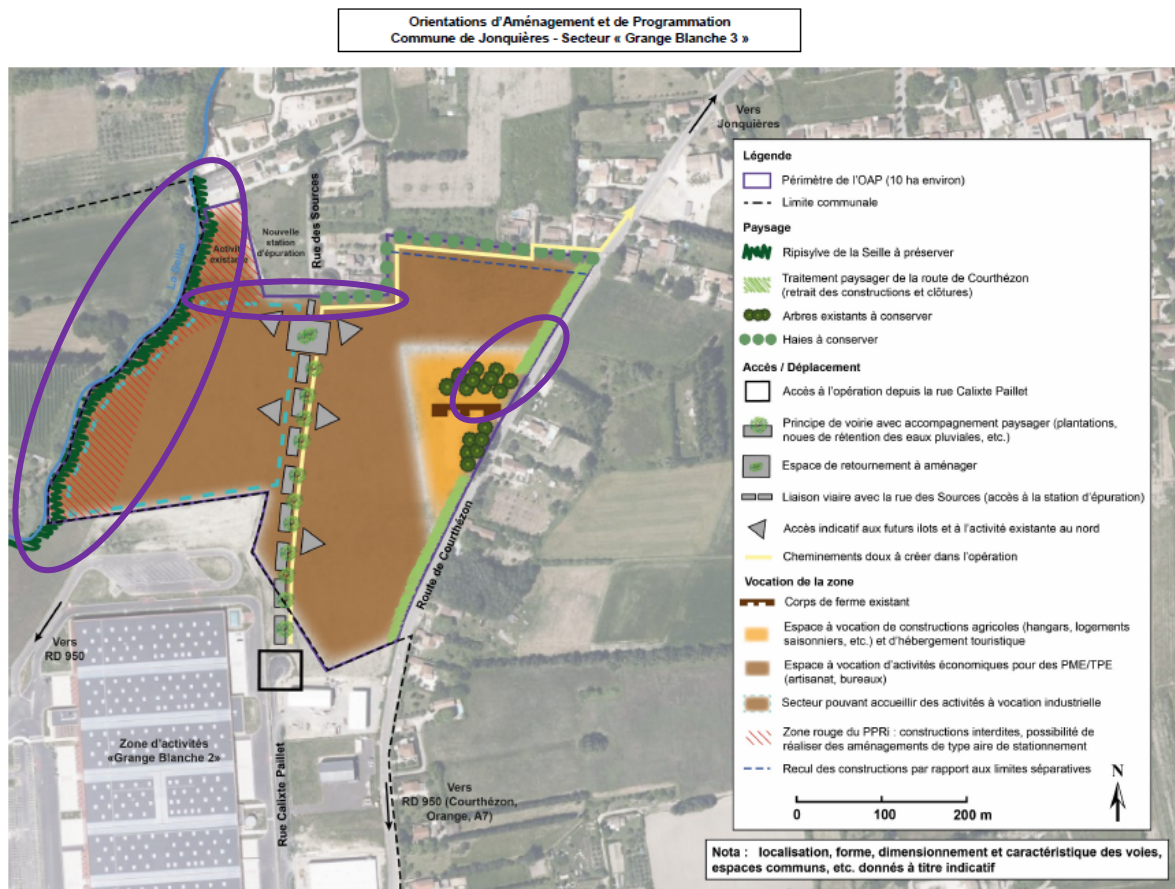 Orientations d'Aménagement et de Programmation
Commune de Jonquières - Secteur « Grange Blanche 3 »
Vers
Jonquières
Rue des Sources
Nouvelle
station
d'épuration
Activité
existante
La Seille
Route de Courthézon
Vers
RD 950
Zone d'activités
«Grange Blanche 2»
Rue Calixte Paillet
Vers
RD 950 (Courthézon,
Orange, A7)
Légende
Périmètre de l'OAP (10 ha environ)
Limite communale
Paysage
Ripisylve de la Seille à préserver
Traitement paysager de la route de Courthézon
(retrait des constructions et clôtures)
Arbres existants à conserver
Haies à conserver
Accès / Déplacement
Accès à l'opération depuis la rue Calixte Paillet
Principe de voirie avec accompagnement paysager (plantations,
noues de rétention des eaux pluviales, etc.)
Espace de retournement à aménager
Liaison viaire avec la rue des Sources (accès à la station d'épuration)
Accès indicatif aux futurs ilots et à l'activité existante au nord
Cheminements doux à créer dans l'opération
Vocation de la zone
Corps de ferme existant
Espace à vocation de constructions agricoles (hangars, logements
saisonniers, etc.) et d'hébergement touristique
Espace à vocation d'activités économiques pour des PME/TPE
(artisanat, bureaux)
Secteur pouvant accueillir des activités à vocation industrielle
Zone rouge du PPRi : constructions interdites, possibilité de
réaliser des aménagements de type aire de stationnement
Recul des constructions par rapport aux limites séparatives
N
0 100 200 m
Nota : localisation, forme, dimensionnement et caractéristique des voies,
espaces communs, etc. donnés à titre indicatif